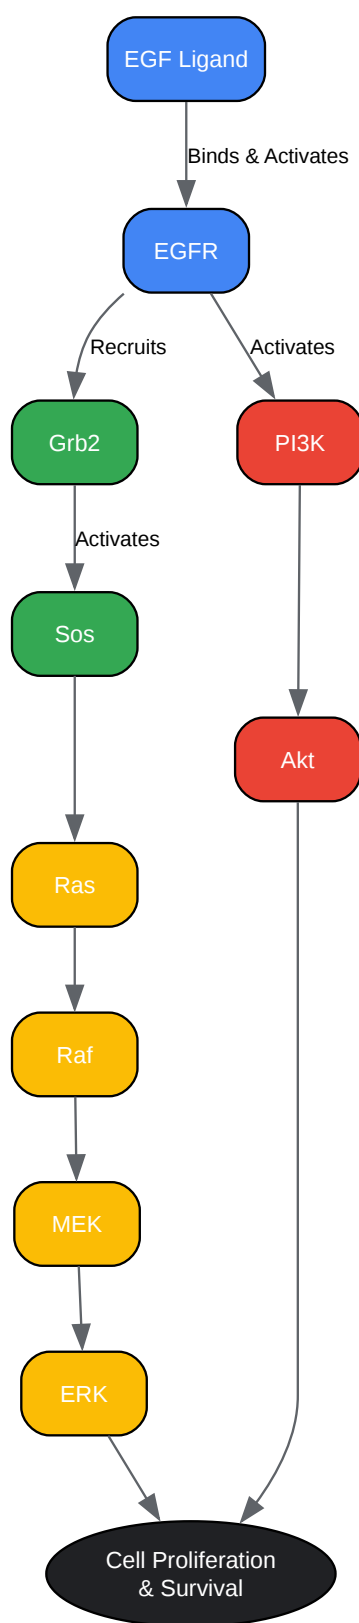 EGF Ligand
Binds & Activates
EGFR
Recruits
Activates
Grb2
PI3K
Activates
Sos
Akt
Ras
Raf
MEK
ERK
Cell Proliferation
& Survival